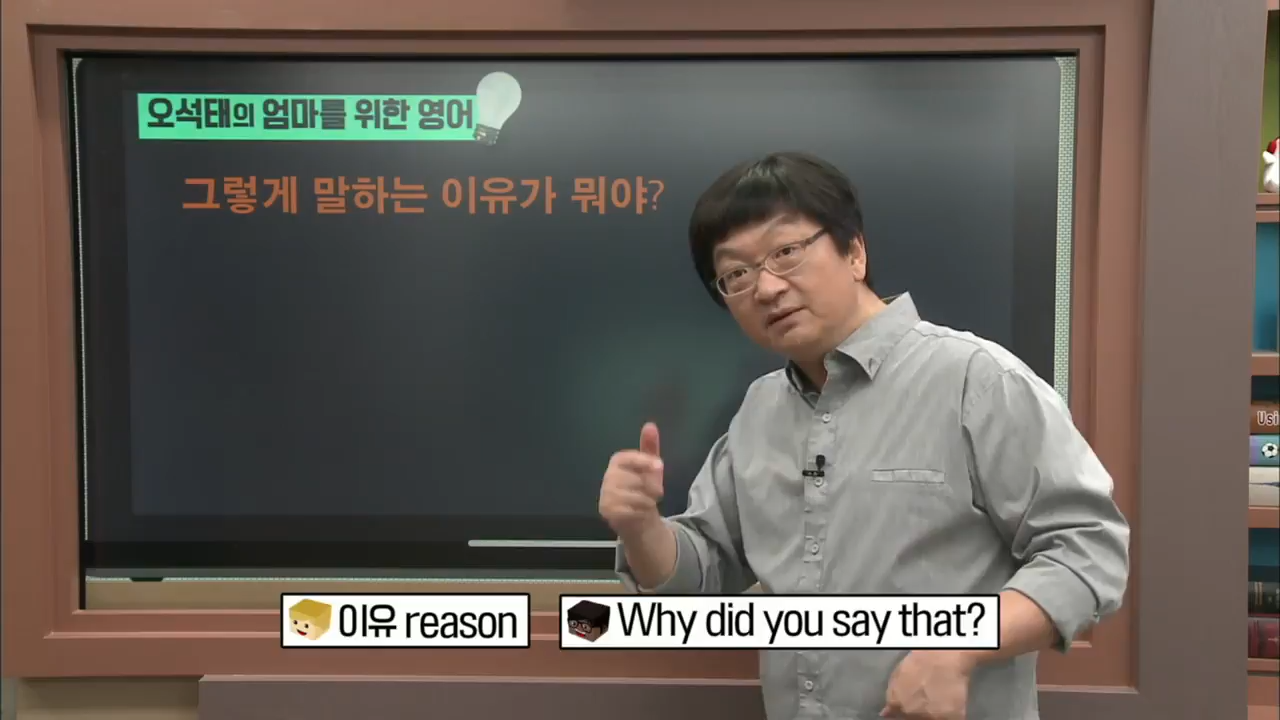 오석태의 엄마를 위한 영어
그렇게 말하는 이유가 뭐야?
Usi
이유 reason
Why did you say that?